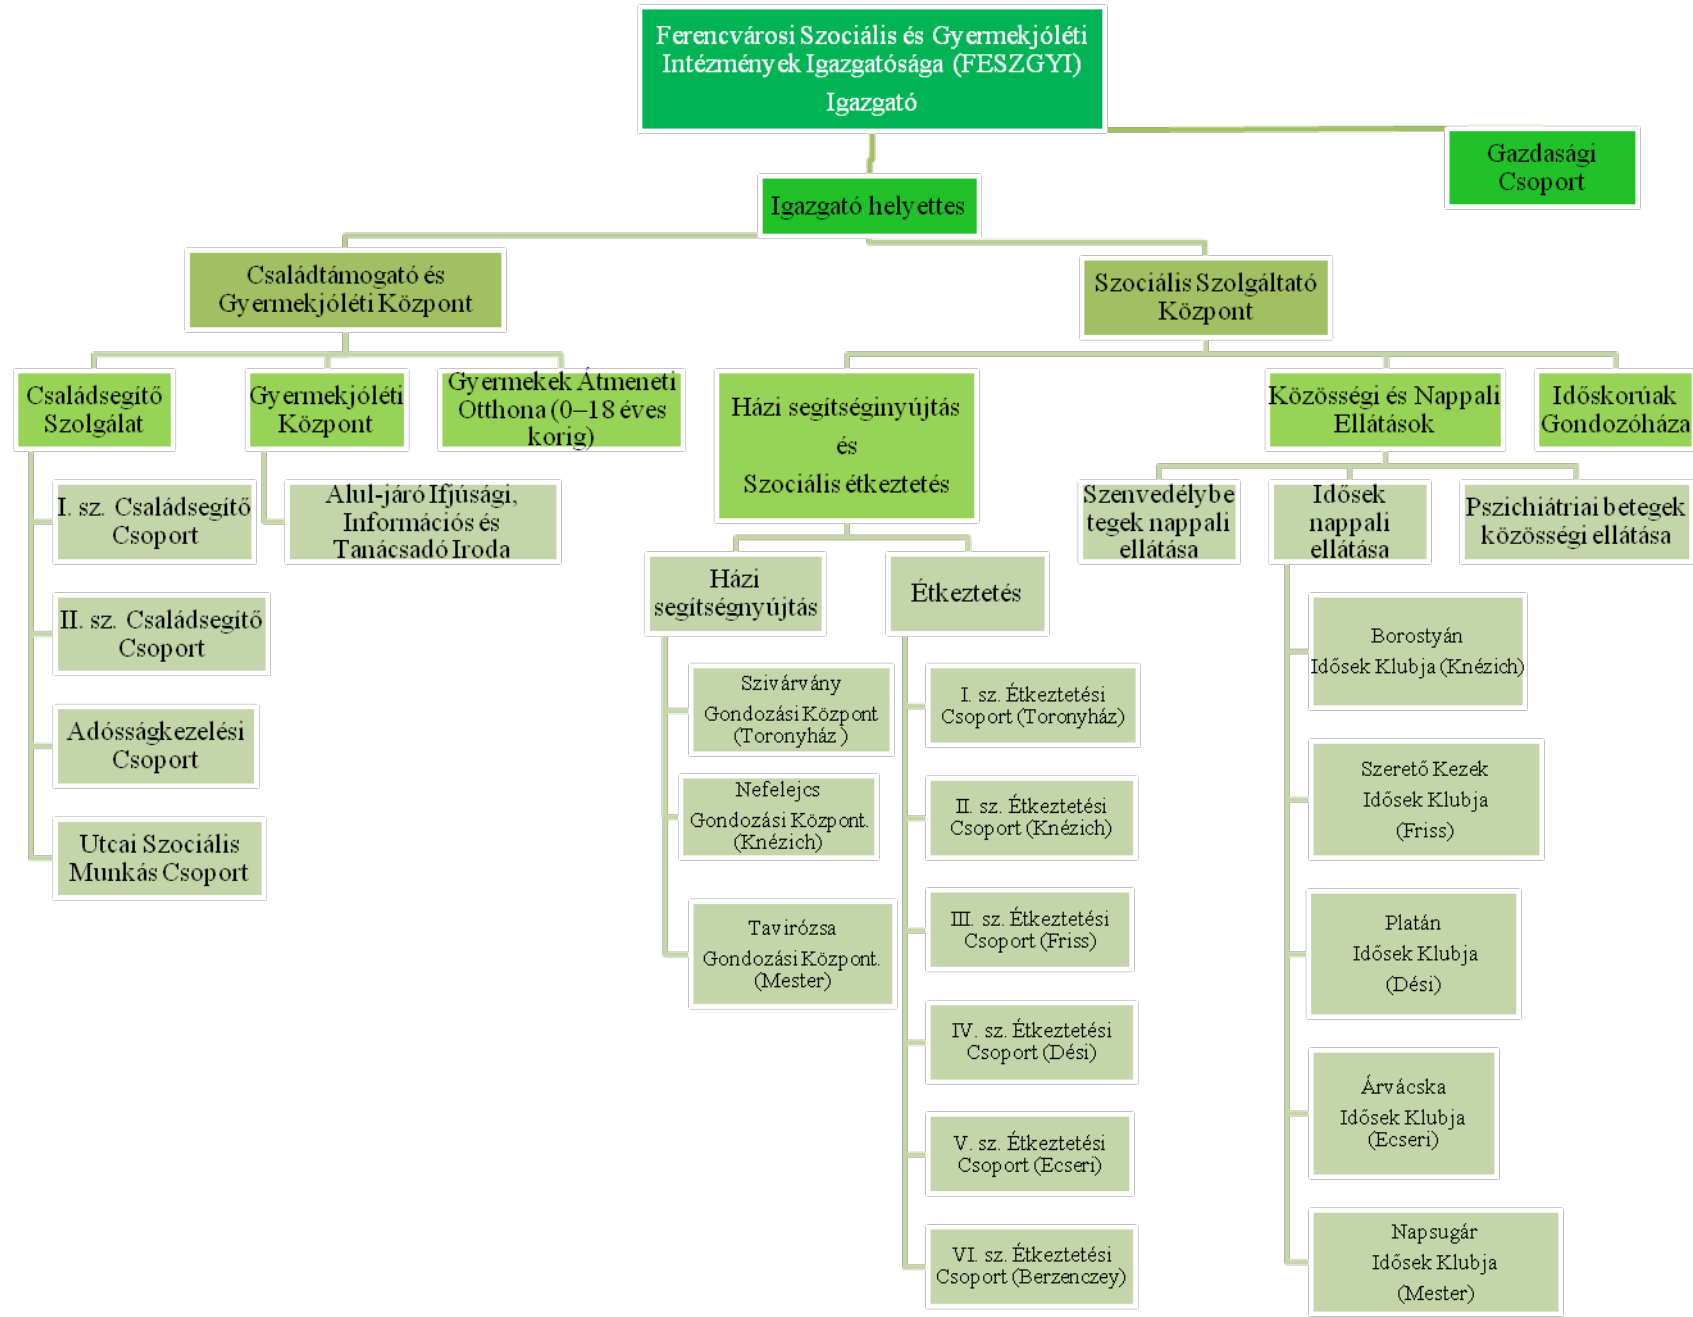 Ferencvárosi Szociális és Gyermekjóléti
Intézmények Igazgatósága (FESZGYI)
Igazgató
Gazdasági
Csoport
Igazgató helyettes
Családtámogató és
Gyermekjóléti Központ
Szociális Szolgáltató
Központ
Családsegítő
Szolgálat
Gyermekjóléti
Központ
Gyermekek Átmeneti
Otthona (0–18 éves
korig)
Házi segítséginyújtás
és
Szociális étkeztetés
Közösségi és Nappali
Ellátások
Időskorúak
Gondozóháza
I. sz. Családsegítő
Csoport
II. sz. Családsegítő
Csoport
Adósságkezelési
Csoport
Utcai Szociális
Munkás Csoport
Alul-járó Ifjúsági,
Információs és
Tanácsadó Iroda
Házi
segítségnyújtás
Szivárvány
Gondozási Központ
(Toronyház )
Nefelejcs
Gondozási Központ.
(Knézich)
Tavirózsa
Gondozási Központ.
(Mester)
Étkeztetés
I. sz. Étkeztetési
Csoport (Toronyház)
II. sz. Étkeztetési
Csoport (Knézich)
III. sz. Étkeztetési
Csoport (Friss)
IV. sz. Étkeztetési
Csoport (Dési)
V. sz. Étkeztetési
Csoport (Ecseri)
VI. sz. Étkeztetési
Csoport (Berzenczey)
Szenvedélybe
tegek nappali
ellátása
Idősek
nappali
ellátása
Pszichiátriai betegek
közösségi ellátása
Borostyán
Idősek Klubja (Knézich)
Szerető Kezek
Idősek Klubja
(Friss)
Platán
Idősek Klubja
(Dési)
Árvácska
Idősek Klubja
(Ecseri)
Napsugár
Idősek Klubja
(Mester)